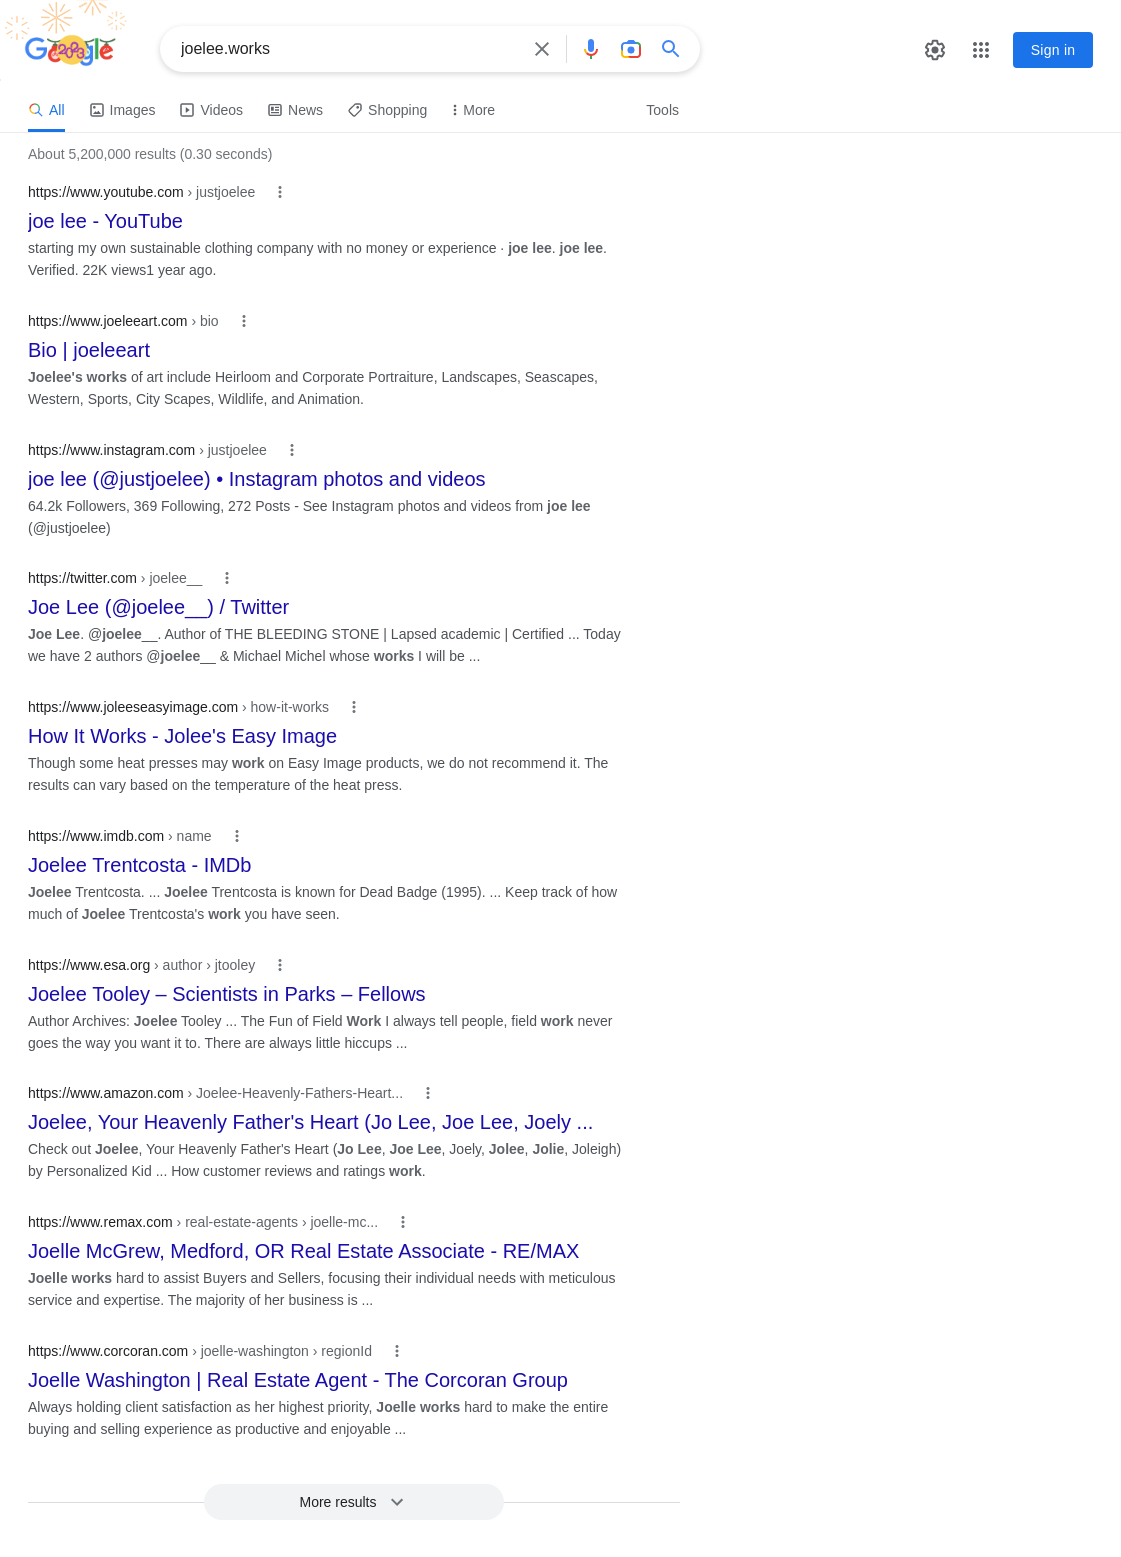 Google
joelee.works
Sign in
All Images Videos News Shopping More Tools
About 5,200,000 results (0.30 seconds)
https://www.youtube.com › justjoelee
joe lee - YouTube
starting my own sustainable clothing company with no money or experience · joe lee. joe lee.
Verified. 22K views1 year ago.
https://www.joeleeart.com › bio
Bio | joeleeart
Joelee's works of art include Heirloom and Corporate Portraiture, Landscapes, Seascapes,
Western, Sports, City Scapes, Wildlife, and Animation.
https://www.instagram.com › justjoelee
joe lee (@justjoelee) • Instagram photos and videos
64.2k Followers, 369 Following, 272 Posts - See Instagram photos and videos from joe lee
(@justjoelee)
https://twitter.com › joelee__
Joe Lee (@joelee__) / Twitter
Joe Lee. @joelee__. Author of THE BLEEDING STONE | Lapsed academic | Certified ... Today
we have 2 authors @joelee__ & Michael Michel whose works I will be ...
https://www.joleeseasyimage.com › how-it-works
How It Works - Jolee's Easy Image
Though some heat presses may work on Easy Image products, we do not recommend it. The
results can vary based on the temperature of the heat press.
https://www.imdb.com › name
Joelee Trentcosta - IMDb
Joelee Trentcosta. ... Joelee Trentcosta is known for Dead Badge (1995). ... Keep track of how
much of Joelee Trentcosta's work you have seen.
https://www.esa.org › author › jtooley
Joelee Tooley – Scientists in Parks – Fellows
Author Archives: Joelee Tooley ... The Fun of Field Work I always tell people, field work never
goes the way you want it to. There are always little hiccups ...
https://www.amazon.com › Joelee-Heavenly-Fathers-Heart...
Joelee, Your Heavenly Father's Heart (Jo Lee, Joe Lee, Joely ...
Check out Joelee, Your Heavenly Father's Heart (Jo Lee, Joe Lee, Joely, Jolee, Jolie, Joleigh)
by Personalized Kid ... How customer reviews and ratings work.
https://www.remax.com › real-estate-agents › joelle-mc...
Joelle McGrew, Medford, OR Real Estate Associate - RE/MAX
Joelle works hard to assist Buyers and Sellers, focusing their individual needs with meticulous
service and expertise. The majority of her business is ...
https://www.corcoran.com › joelle-washington › regionId
Joelle Washington | Real Estate Agent - The Corcoran Group
Always holding client satisfaction as her highest priority, Joelle works hard to make the entire
buying and selling experience as productive and enjoyable ...
More results